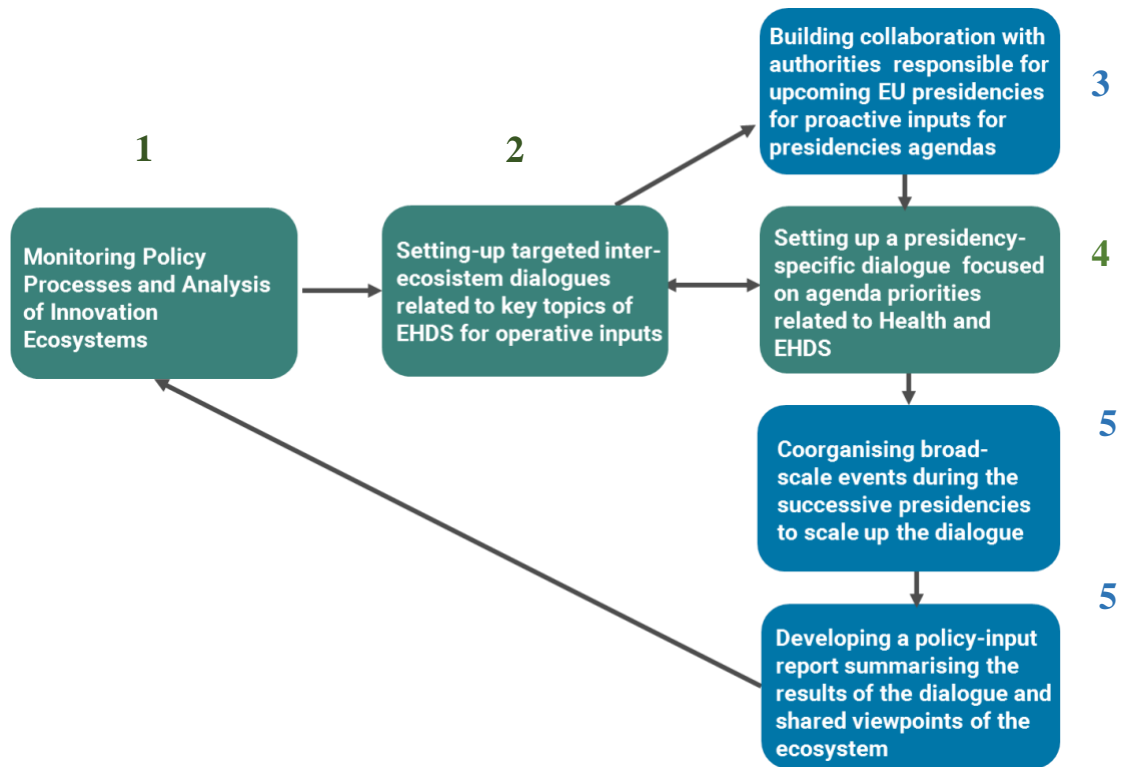 1
Monitoring Policy
Processes and Analysis
of Innovation
Ecosystems
2
Setting-up targeted inter-
ecosistem dialogues
related to key topics of
EHDS for operative inputs
3
Building collaboration with
authorities responsible for
upcoming EU presidencies
for proactive inputs for
presidencies agendas
4
Setting up a presidency-
specific dialogue focused
on agenda priorities
related to Health and
EHDS
5
Coorganising broad-
scale events during the
successive presidencies
to scale up the dialogue
5
Developing a policy-input
report summarising the
results of the dialogue and
shared viewpoints of the
ecosystem